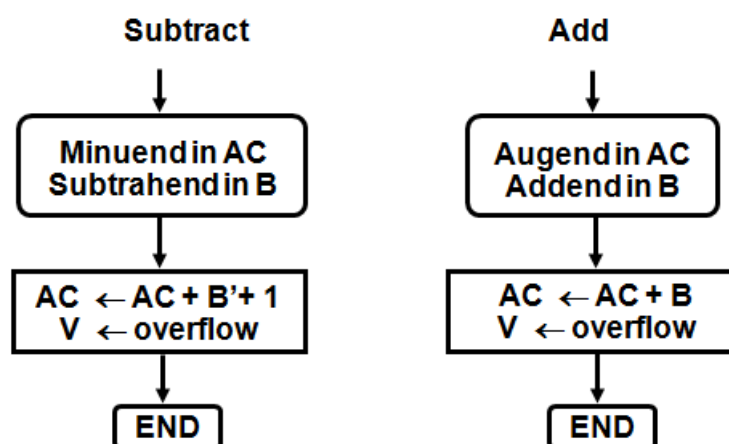 Subtract
Minuend in AC
Subtrahend in B
AC ← AC + B’+ 1
V ← overflow
END
Add
Augend in AC
Addend in B
AC ← AC + B
V ← overflow
END